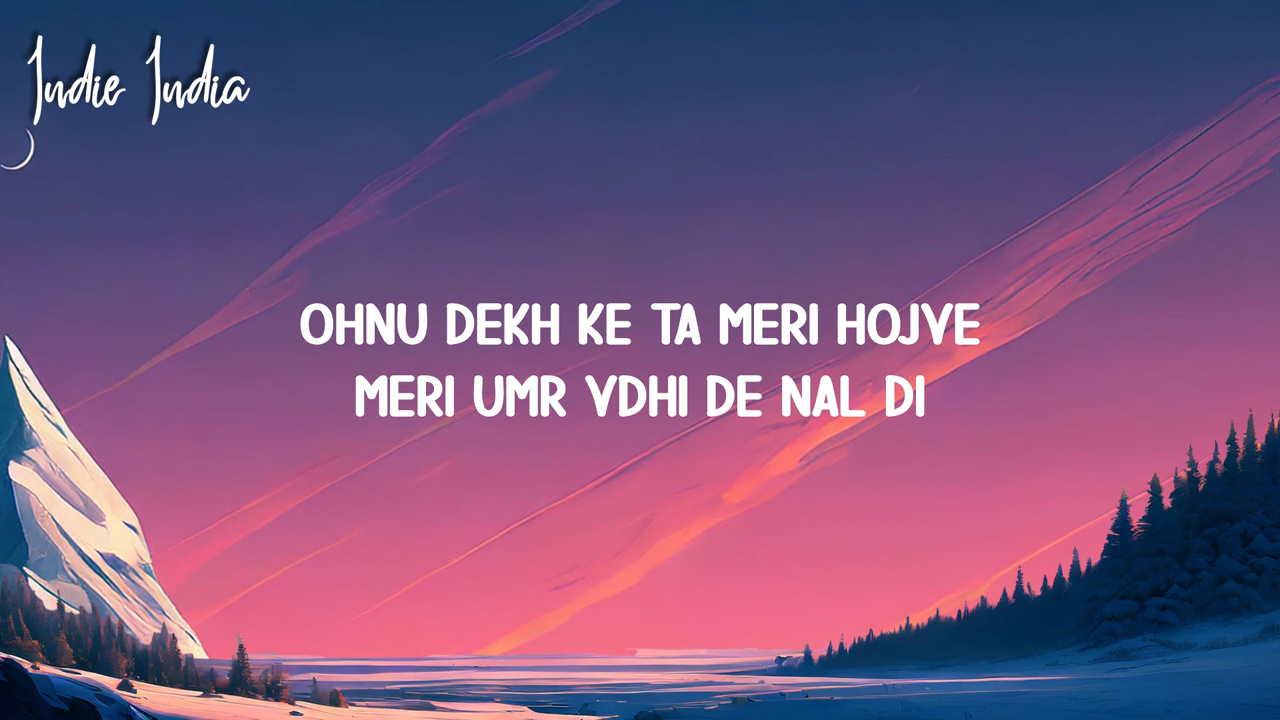 Indie India
OHNU DEKH KE TA MERI HOJVE
MERI UMR VDHI DE NAL DI